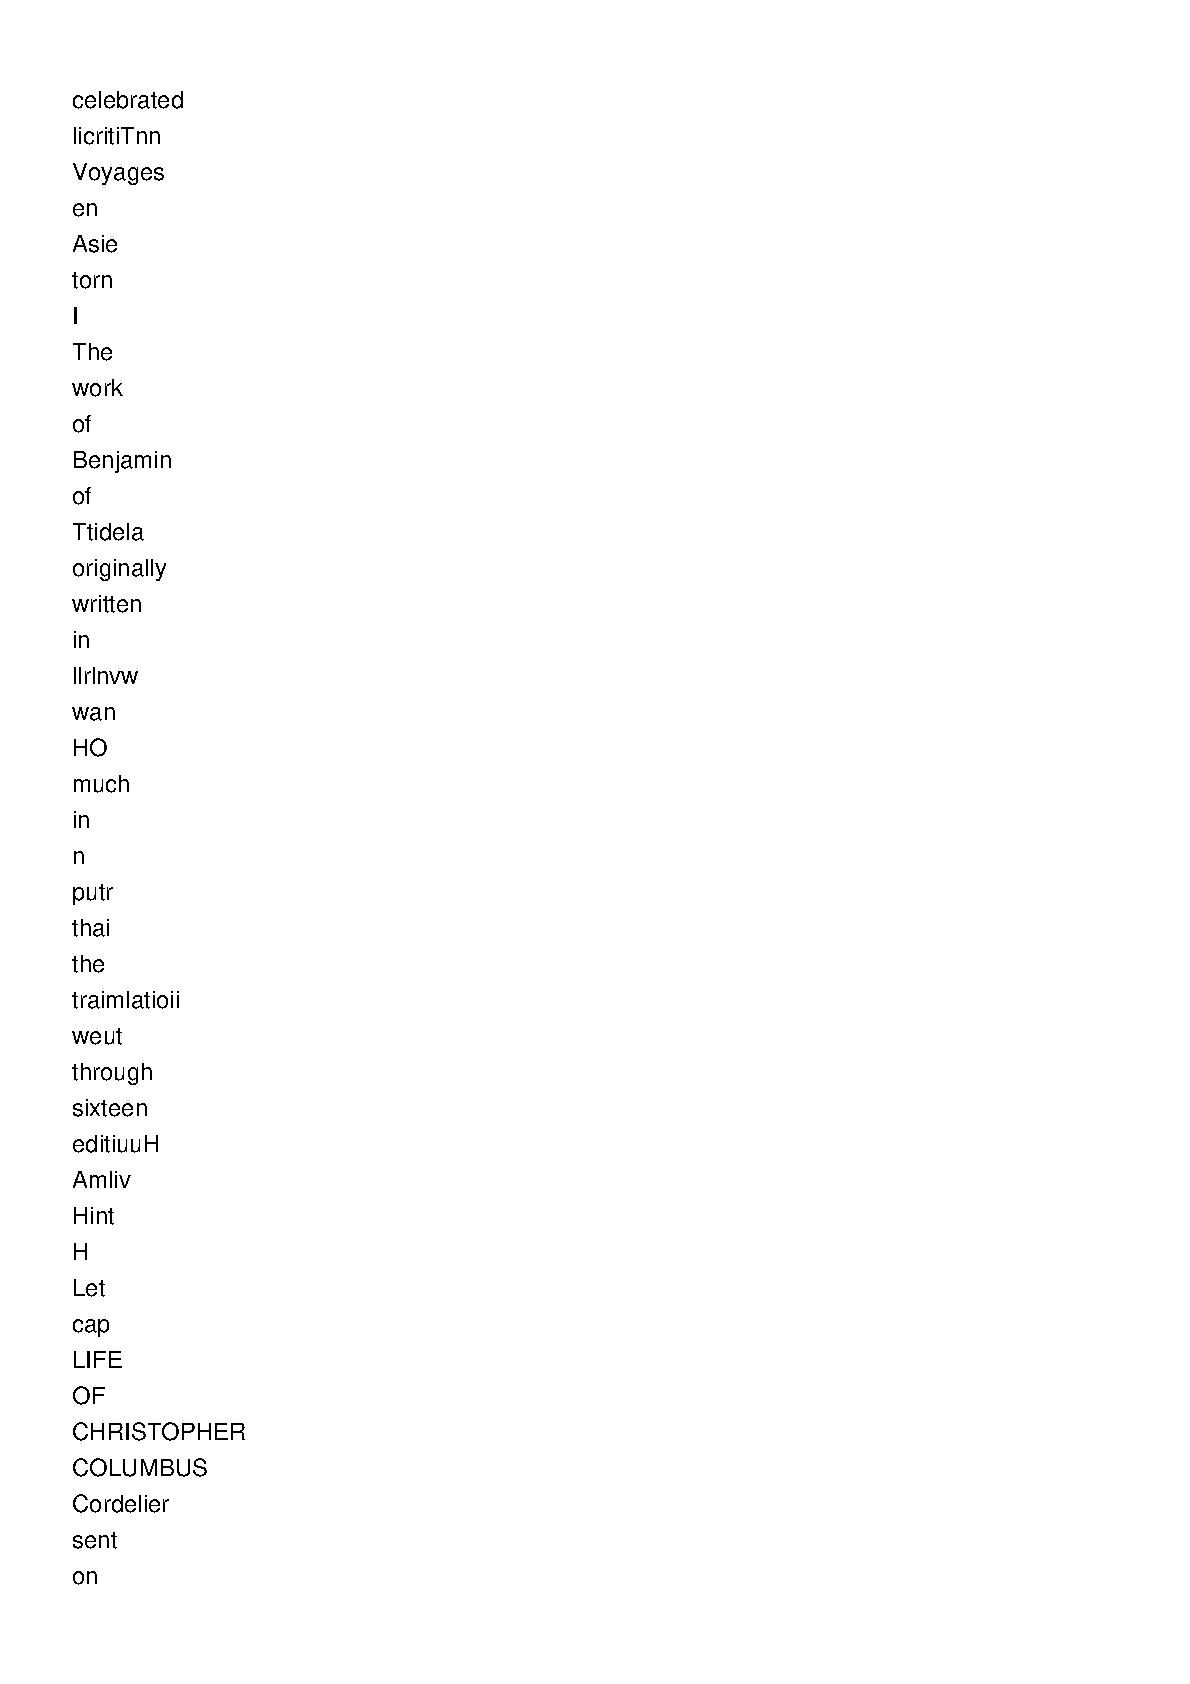 celebrated
licritiTnn
Voyages
en
Asie
torn
I
The
work
of
Benjamin
of
Ttidela
originally
written
in
llrlnvw
wan
HO
much
in
n
putr
thai
the
traimlatioii
weut
through
sixteen
editiuuH
Amliv
Hint
H
Let
cap
LIFE
OF
CHRISTOPHER
COLUMBUS
Cordelier
sent
on